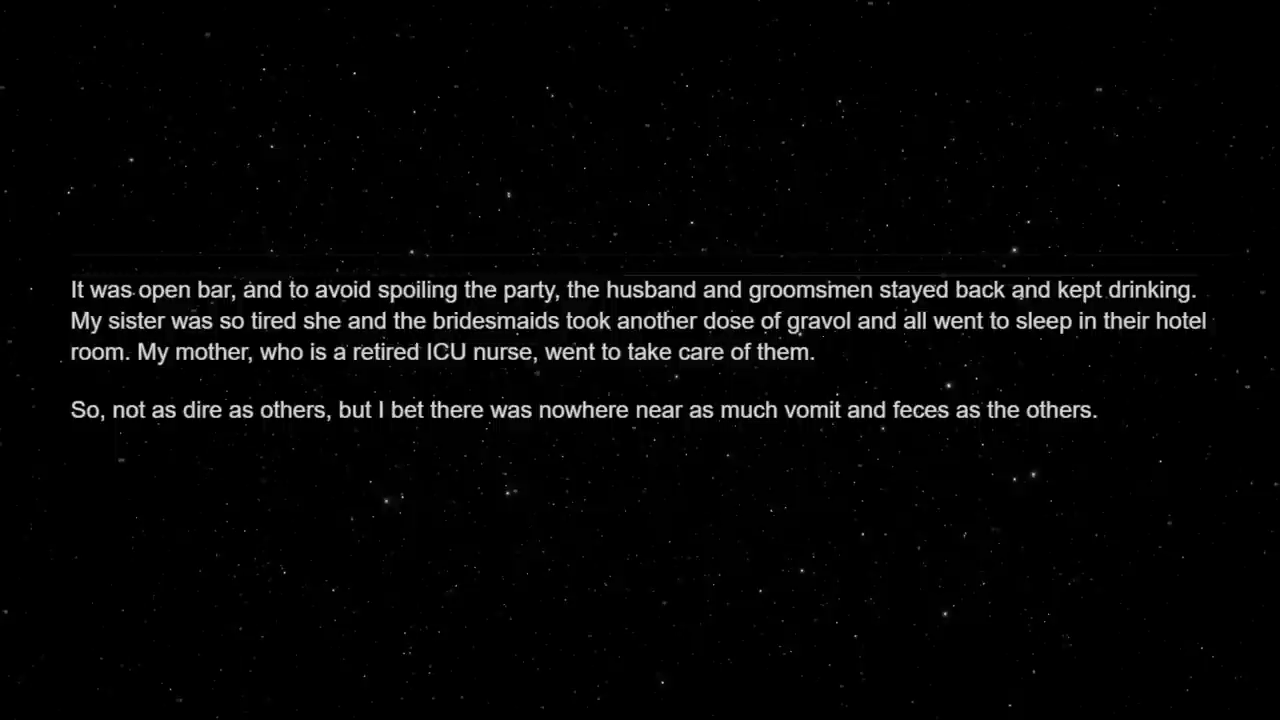 It was open bar, and to avoid spoiling the party, the husband and groomsmen stayed back and kept drinking.
My sister was so tired she and the bridesmaids took another dose of gravol and all went to sleep in their hotel
room. My mother, who is a retired ICU nurse, went to take care of them.
So, not as dire as others, but I bet there was nowhere near as much vomit and feces as the others.